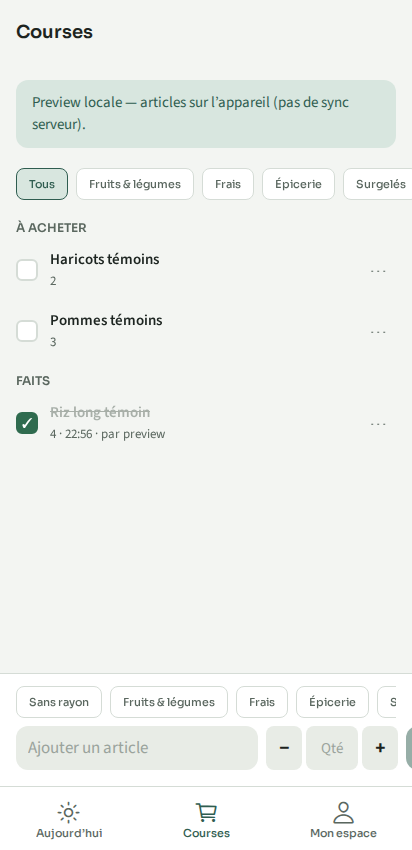 Courses
Preview locale — articles sur l’appareil (pas de sync
serveur).
Tous Fruits & légumes Frais Épicerie Surgelés
À ACHETER
Haricots témoins
2
...
Pommes témoins
3
...
FAITS
Riz long témoin
4 · 22:56 · par preview
...
Sans rayon Fruits & légumes Frais Épicerie S
Ajouter un article − Qté +
Aujourd’hui Courses Mon espace